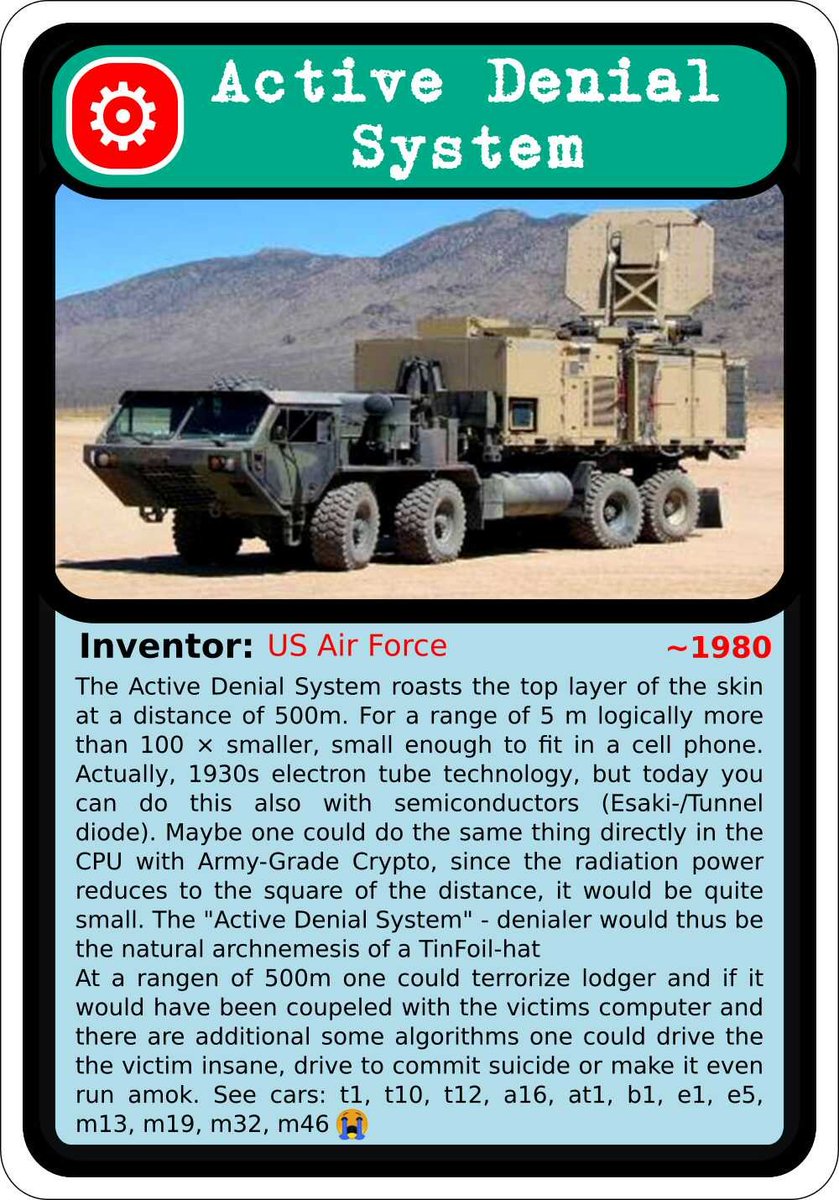 Active Denial
System
Inventor: US Air Force ~1980
The Active Denial System roasts the top layer of the skin
at a distance of 500m. For a range of 5 m logically more
than 100 × smaller, small enough to fit in a cell phone.
Actually, 1930s electron tube technology, but today you
can do this also with semiconductors (Esaki-/Tunnel
diode). Maybe one could do the same thing directly in the
CPU with Army-Grade Crypto, since the radiation power
reduces to the square of the distance, it would be quite
small. The "Active Denial System" - denialer would thus be
the natural archnemesis of a TinFoil-hat
At a rangen of 500m one could terrorize lodger and if it
would have been coupeled with the victims computer and
there are additional some algorithms one could drive the
the victim insane, drive to commit suicide or make it even
run amok. See cars: t1, t10, t12, a16, at1, b1, e1, e5,
m13, m19, m32, m46 😭